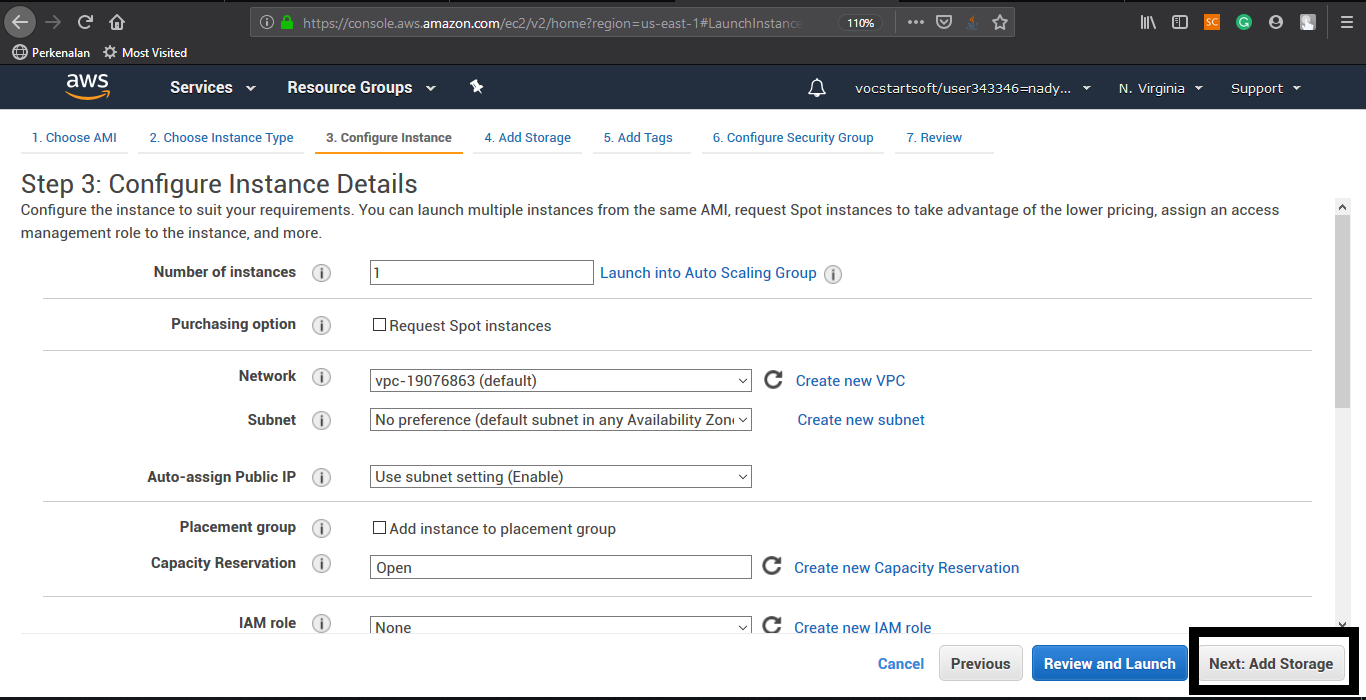 https://console.aws.amazon.com/ec2/v2/home?region=us-east-1#LaunchInstance
110%
SC
Perkenalan
Most Visited
aws
Services
Resource Groups
vocstartsoft/user343346=nady...
N. Virginia
Support
1. Choose AMI
2. Choose Instance Type
3. Configure Instance
4. Add Storage
5. Add Tags
6. Configure Security Group
7. Review
Step 3: Configure Instance Details
Configure the instance to suit your requirements. You can launch multiple instances from the same AMI, request Spot instances to take advantage of the lower pricing, assign an access
management role to the instance, and more.
Number of instances
1
Launch into Auto Scaling Group
Purchasing option
Request Spot instances
Network
vpc-19076863 (default)
Create new VPC
Subnet
No preference (default subnet in any Availability Zone
Create new subnet
Auto-assign Public IP
Use subnet setting (Enable)
Placement group
Add instance to placement group
Capacity Reservation
Open
Create new Capacity Reservation
IAM role
None
Create new IAM role
Cancel
Previous
Review and Launch
Next: Add Storage